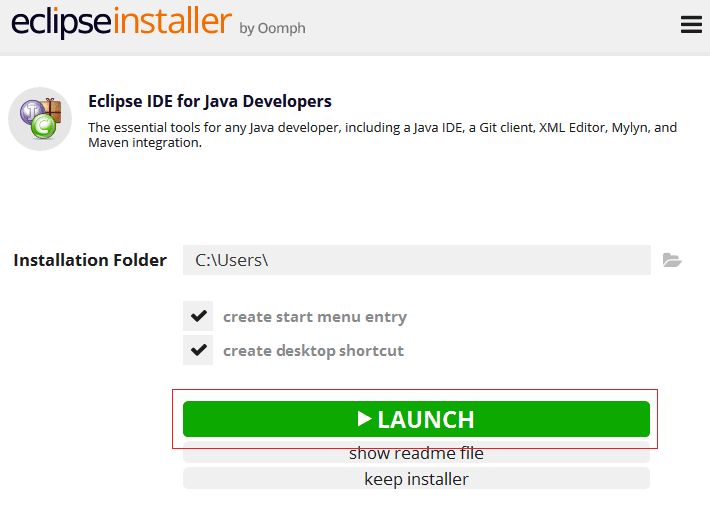 eclipseinstaller by Oomph
Eclipse IDE for Java Developers
The essential tools for any Java developer, including a Java IDE, a Git client, XML Editor, Mylyn, and
Maven integration.
Installation Folder C:\Users\
create start menu entry
create desktop shortcut
LAUNCH
show readme file
keep installer